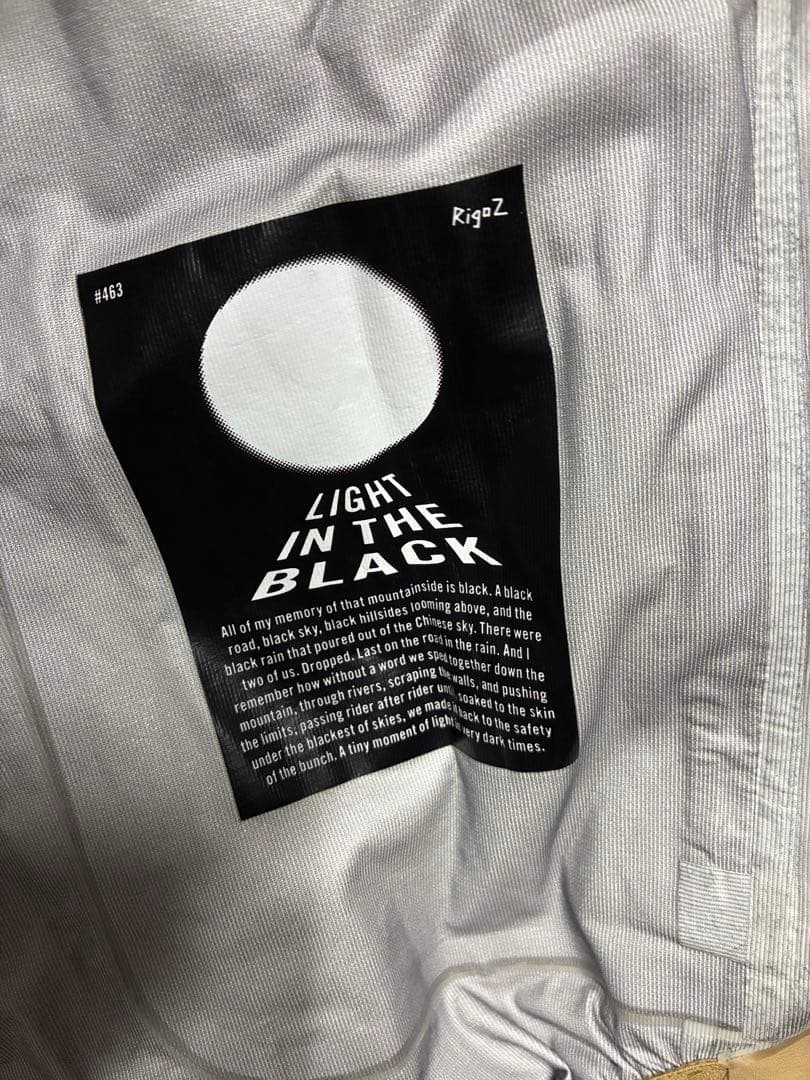 RigoZ
#463
LIGHT
IN THE
BLACK
All of my memory of that mountainside is black. A black
road, black sky, black hillsides looming above, and the
black rain that poured out of the Chinese sky. There were
two of us. Dropped. Last on the road in the rain. And I
remember how without a word we sped together down the
mountain, through rivers, scraping the walls, and pushing
the limits, passing rider after rider until, soaked to the skin
under the blackest of skies, we made it back to the safety
of the bunch. A tiny moment of light in very dark times.